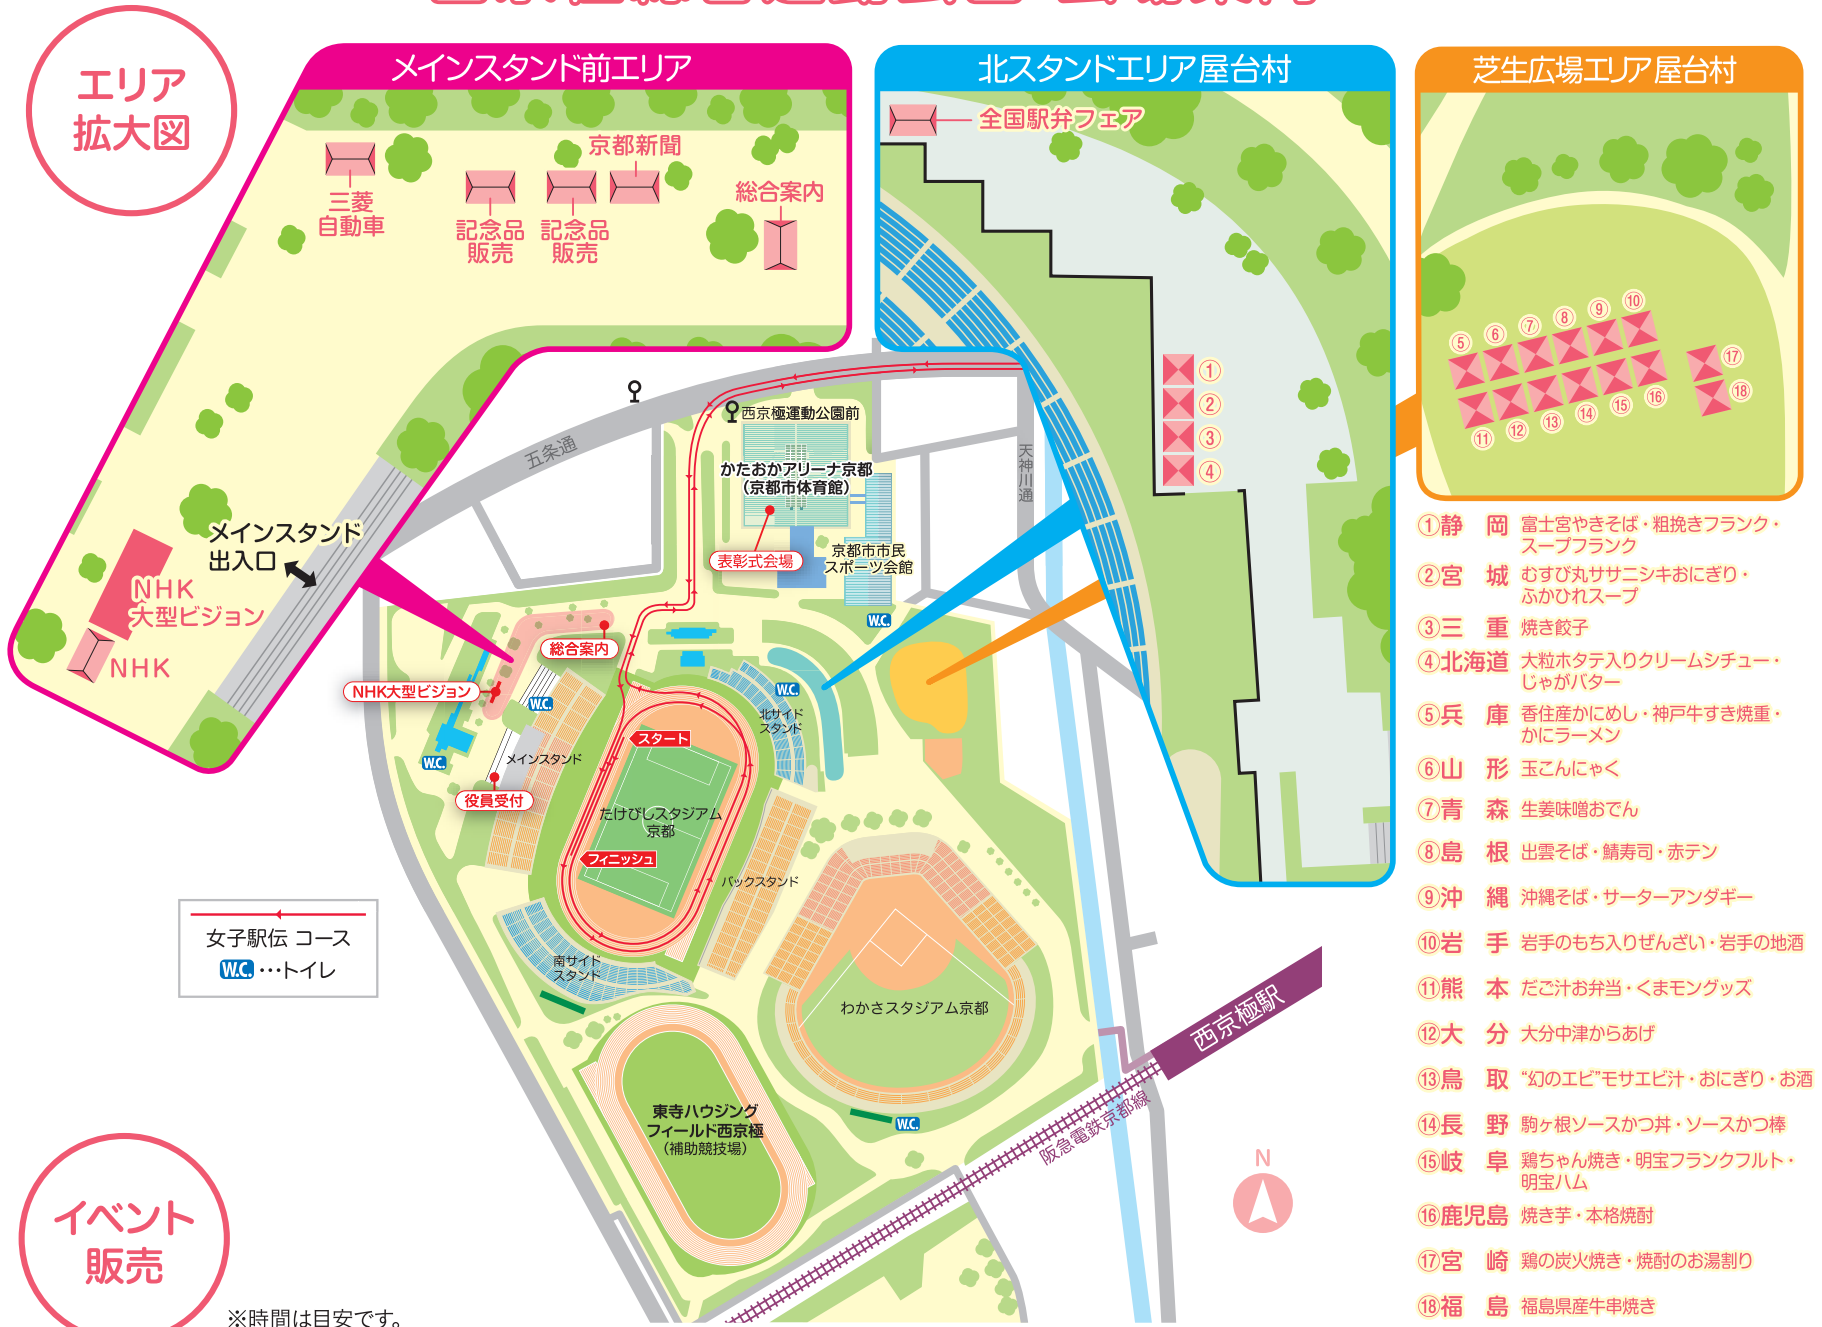 エリア
拡大図
メインスタンド前エリア
京都新聞
三菱
自動車
記念品
販売
記念品
販売
総合案内
メインスタンド
出入口
NHK
大型ビジョン
NHK
北スタンドエリア屋台村
全国駅弁フェア
①
②
③
④
芝生広場エリア屋台村
⑤
⑥
⑦
⑧
⑨
⑩
⑪
⑫
⑬
⑭
⑮
⑯
⑰
⑱
五条通
西京極運動公園前
かたおかアリーナ京都
(京都市体育館)
表彰式会場
京都市市民
スポーツ会館
W.C.
天神川通
総合案内
NHK大型ビジョン
W.C.
W.C.
W.C.
北サイド
スタンド
メインスタンド
スタート
役員受付
たけびしスタジアム
京都
フィニッシュ
バックスタンド
南サイド
スタンド
わかさスタジアム京都
W.C.
東寺ハウジング
フィールド西京極
(補助競技場)
西京極駅
阪急電鉄京都線
N
女子駅伝 コース
W.C.…トイレ
イベント
販売
※時間は目安です。
①静　岡 富士宮やきそば・粗挽きフランク・
スープフランク
②宮　城 むすび丸ササニシキおにぎり・
ふかひれスープ
③三　重 焼き餃子
④北海道 大粒ホタテ入りクリームシチュー・
じゃがバター
⑤兵　庫 香住産かにめし・神戸牛すき焼重・
かにラーメン
⑥山　形 玉こんにゃく
⑦青　森 生姜味噌おでん
⑧島　根 出雲そば・鯖寿司・赤テン
⑨沖　縄 沖縄そば・サーターアンダギー
⑩岩　手 岩手のもち入りぜんざい・岩手の地酒
⑪熊　本 だご汁お弁当・くまモングッズ
⑫大　分 大分中津からあげ
⑬鳥　取 “幻のエビ”モサエビ汁・おにぎり・お酒
⑭長　野 駒ヶ根ソースかつ丼・ソースかつ棒
⑮岐　阜 鶏ちゃん焼き・明宝フランクフルト・
明宝ハム
⑯鹿児島 焼き芋・本格焼酎
⑰宮　崎 鶏の炭火焼き・焼酎のお湯割り
⑱福　島 福島県産牛串焼き